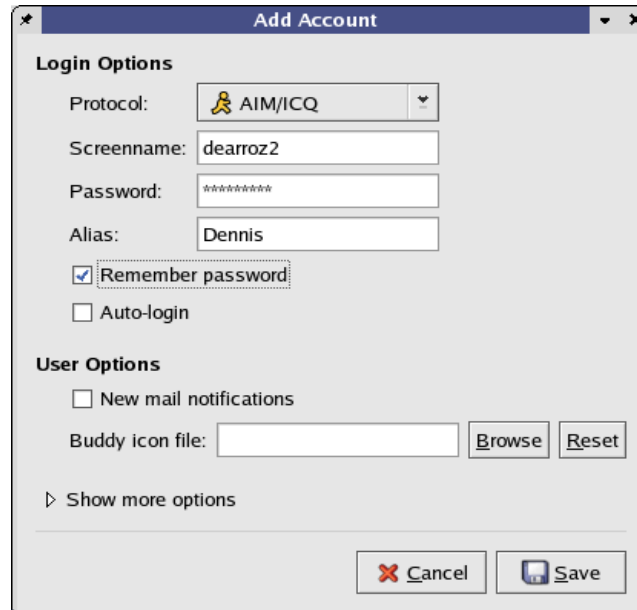 Add Account
Login Options
Protocol: AIM/ICQ
Screenname: dearroz2
Password: *********
Alias: Dennis
Remember password
Auto-login
User Options
New mail notifications
Buddy icon file: Browse Reset
Show more options
Cancel Save